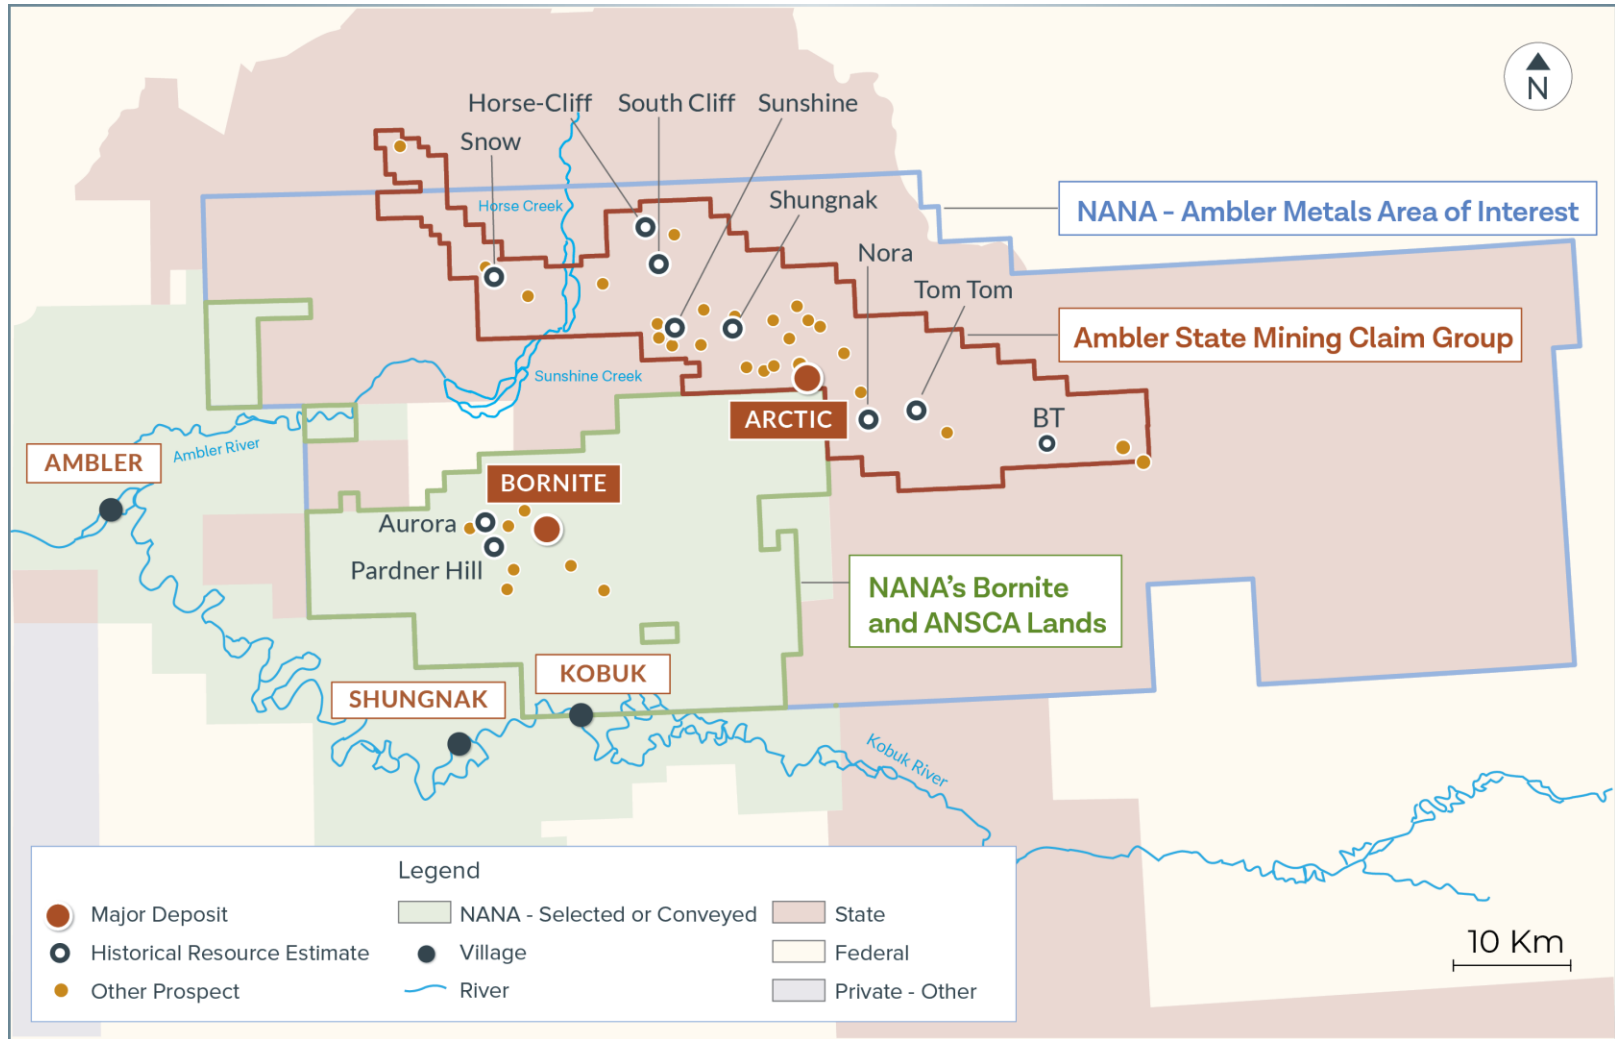 N
Horse-Cliff
South Cliff
Sunshine
Snow
Shungnak
Horse Creek
NANA - Ambler Metals Area of Interest
Nora
Tom Tom
Ambler State Mining Claim Group
Sunshine Creek
ARCTIC
BT
Ambler River
AMBLER
BORNITE
Aurora
Pardner Hill
NANA's Bornite
and ANSCA Lands
KOBUK
SHUNGNAK
Kobuk River
Legend
Major Deposit
Historical Resource Estimate
Other Prospect
NANA - Selected or Conveyed
Village
River
State
Federal
Private - Other
10 Km